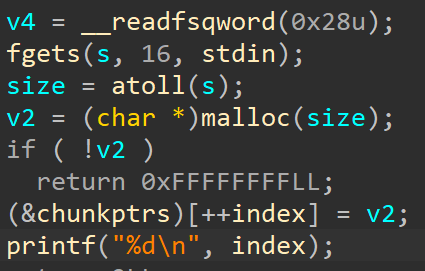 v4 = __readfsqword(0x28u);
fgets(s, 16, stdin);
size = atoll(s);
v2 = (char *)malloc(size);
if ( !v2 )
return 0xFFFFFFFFLL;
(&chunkptrs)[++index] = v2;
printf("%d\n", index);